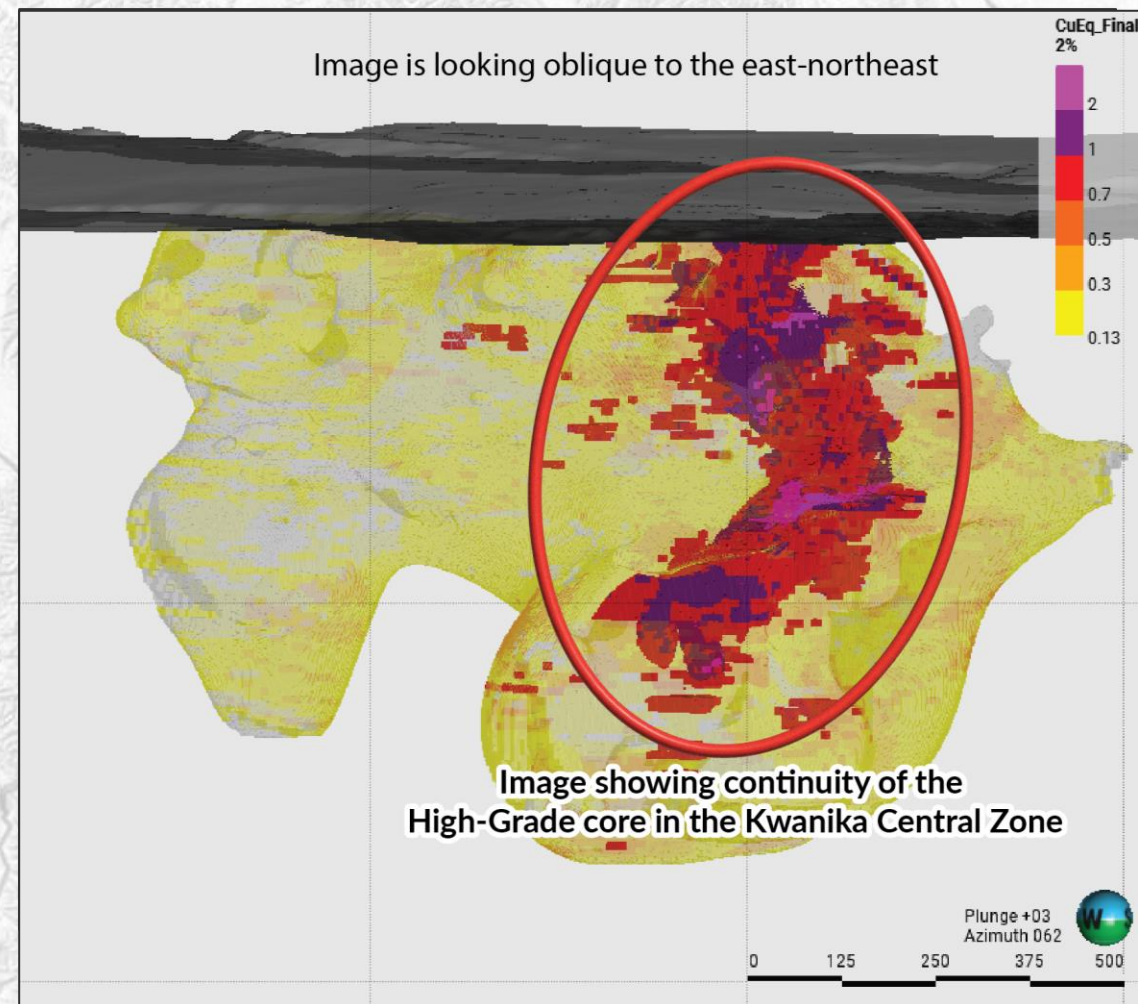 CuEq_Final
2%
Image is looking oblique to the east-northeast
2
1
0.7
0.5
0.3
0.13
Image showing continuity of the
High-Grade core in the Kwanika Central Zone
Plunge +03
Azimuth 062
W S
0 125 250 375 500